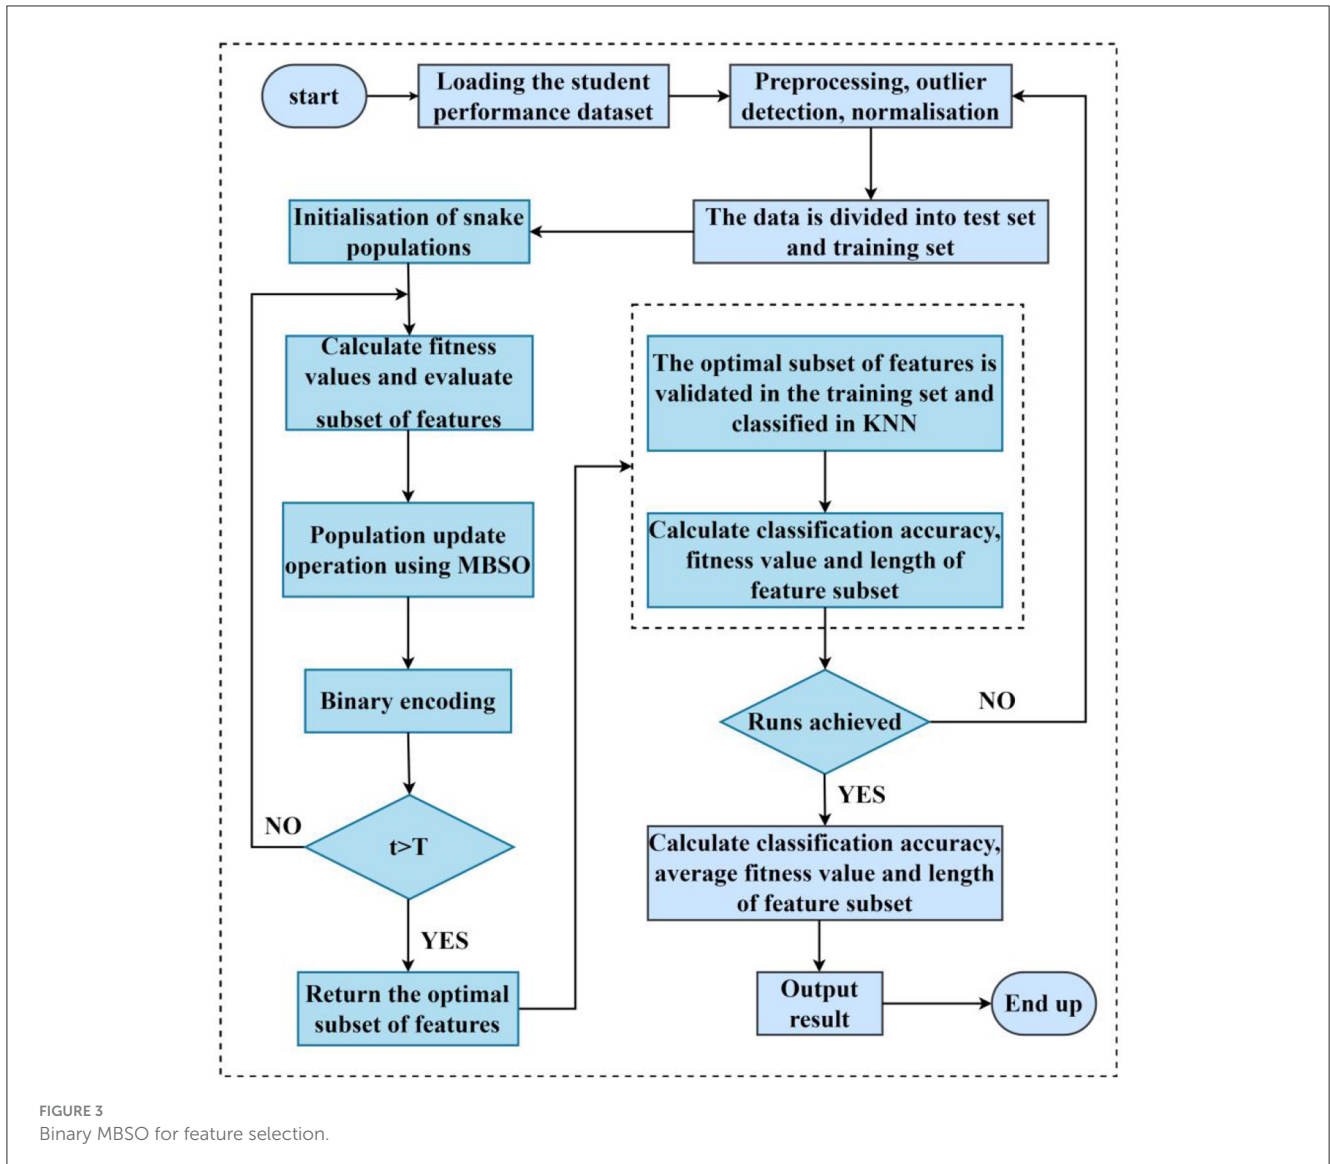 start
Loading the student
performance dataset
Preprocessing, outlier
detection, normalisation
The data is divided into test set
and training set
Initialisation of snake
populations
Calculate fitness
values and evaluate
subset of features
Population update
operation using MBSO
Binary encoding
NO
t>T
YES
Return the optimal
subset of features
The optimal subset of features is
validated in the training set and
classified in KNN
Calculate classification accuracy,
fitness value and length of
feature subset
Runs achieved
NO
YES
Calculate classification accuracy,
average fitness value and length
of feature subset
Output
result
End up
FIGURE 3
Binary MBSO for feature selection.